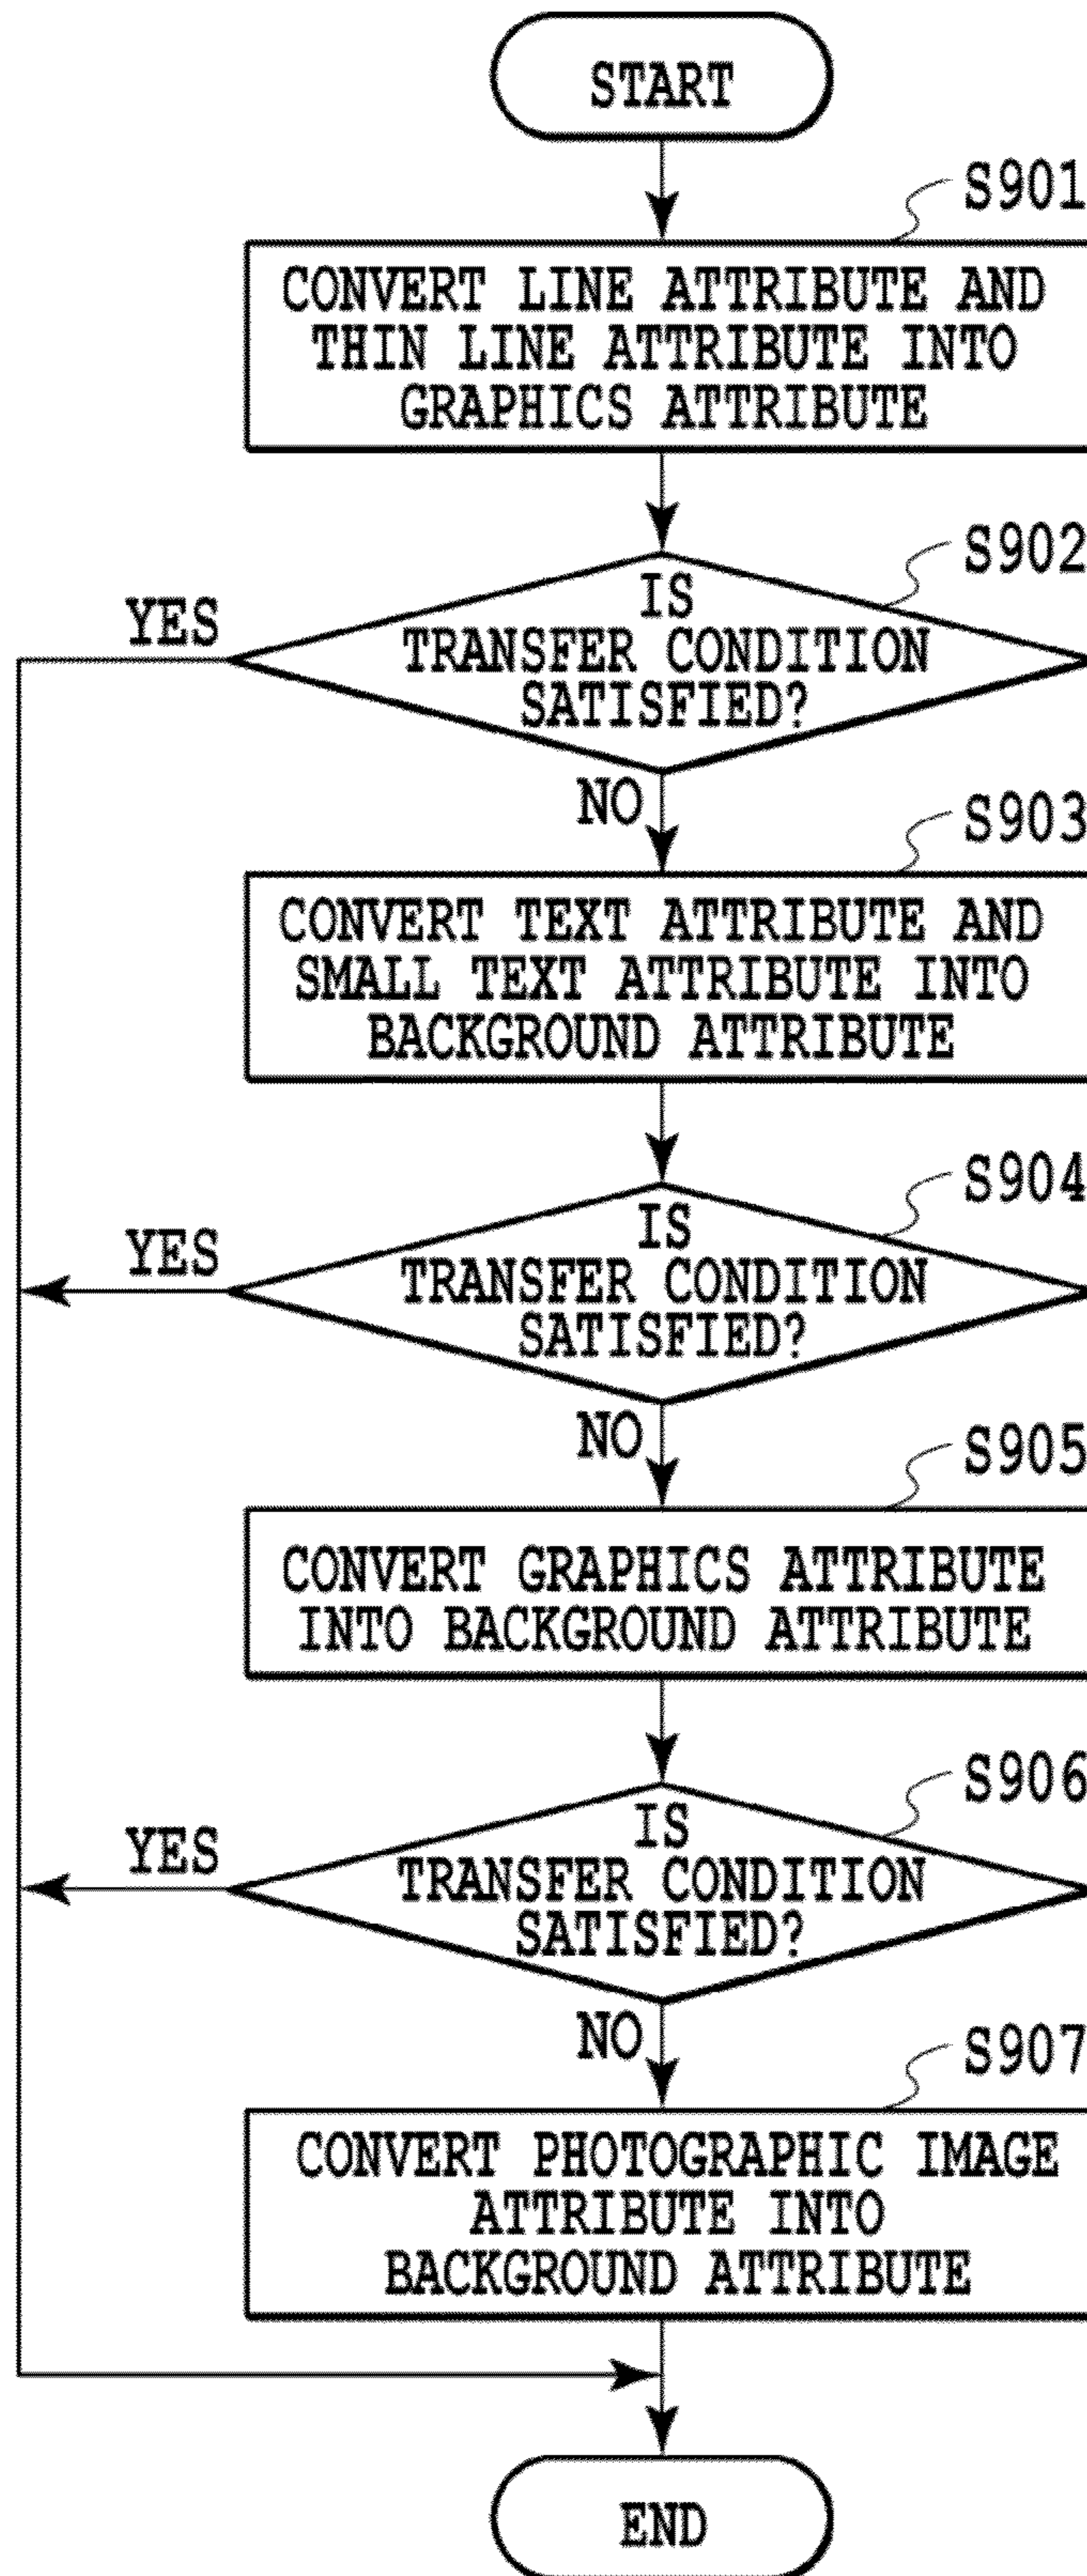 START
S901
CONVERT LINE ATTRIBUTE AND
THIN LINE ATTRIBUTE INTO
GRAPHICS ATTRIBUTE
S902
YES
IS
TRANSFER CONDITION
SATISFIED?
NO
S903
CONVERT TEXT ATTRIBUTE AND
SMALL TEXT ATTRIBUTE INTO
BACKGROUND ATTRIBUTE
S904
YES
IS
TRANSFER CONDITION
SATISFIED?
NO
S905
CONVERT GRAPHICS ATTRIBUTE
INTO BACKGROUND ATTRIBUTE
S906
YES
IS
TRANSFER CONDITION
SATISFIED?
NO
S907
CONVERT PHOTOGRAPHIC IMAGE
ATTRIBUTE INTO
BACKGROUND ATTRIBUTE
END